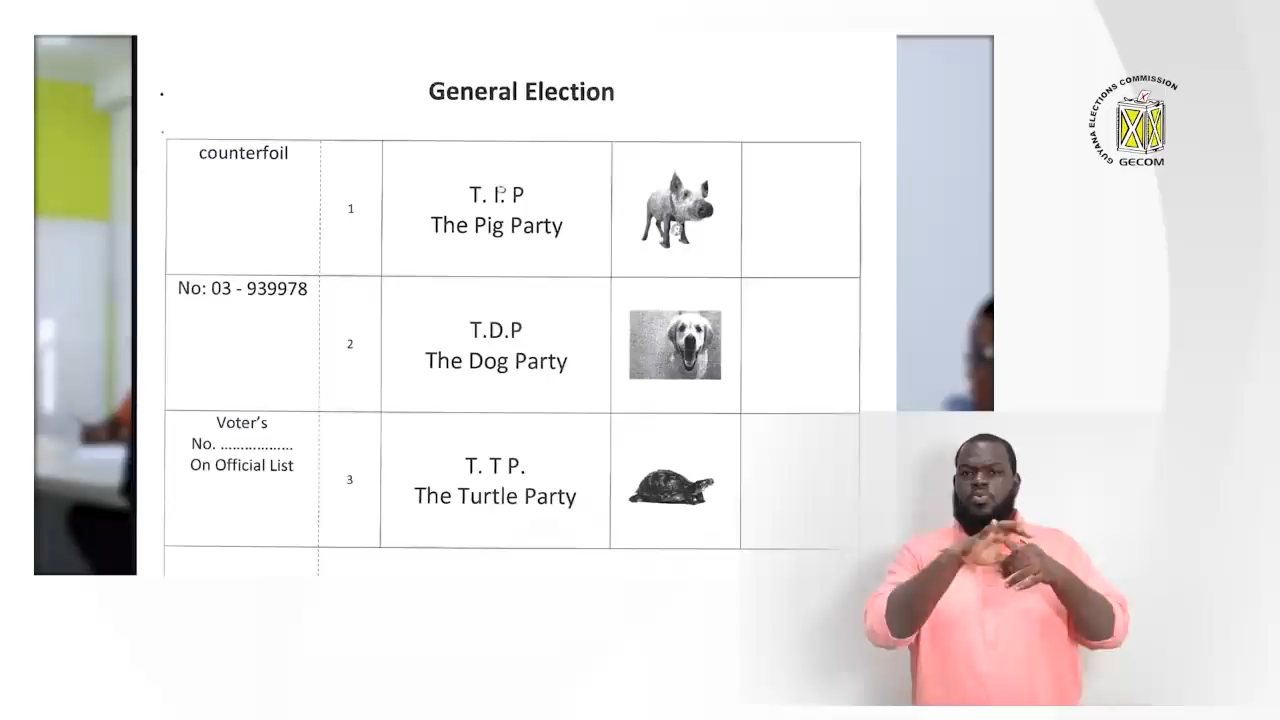 General Election
counterfoil
1
T. I. P
The Pig Party
No: 03 - 939978
2
T.D.P
The Dog Party
Voter's
No. ..................
On Official List
3
T. T P.
The Turtle Party
GUYANA ELECTIONS COMMISSION
GECOM